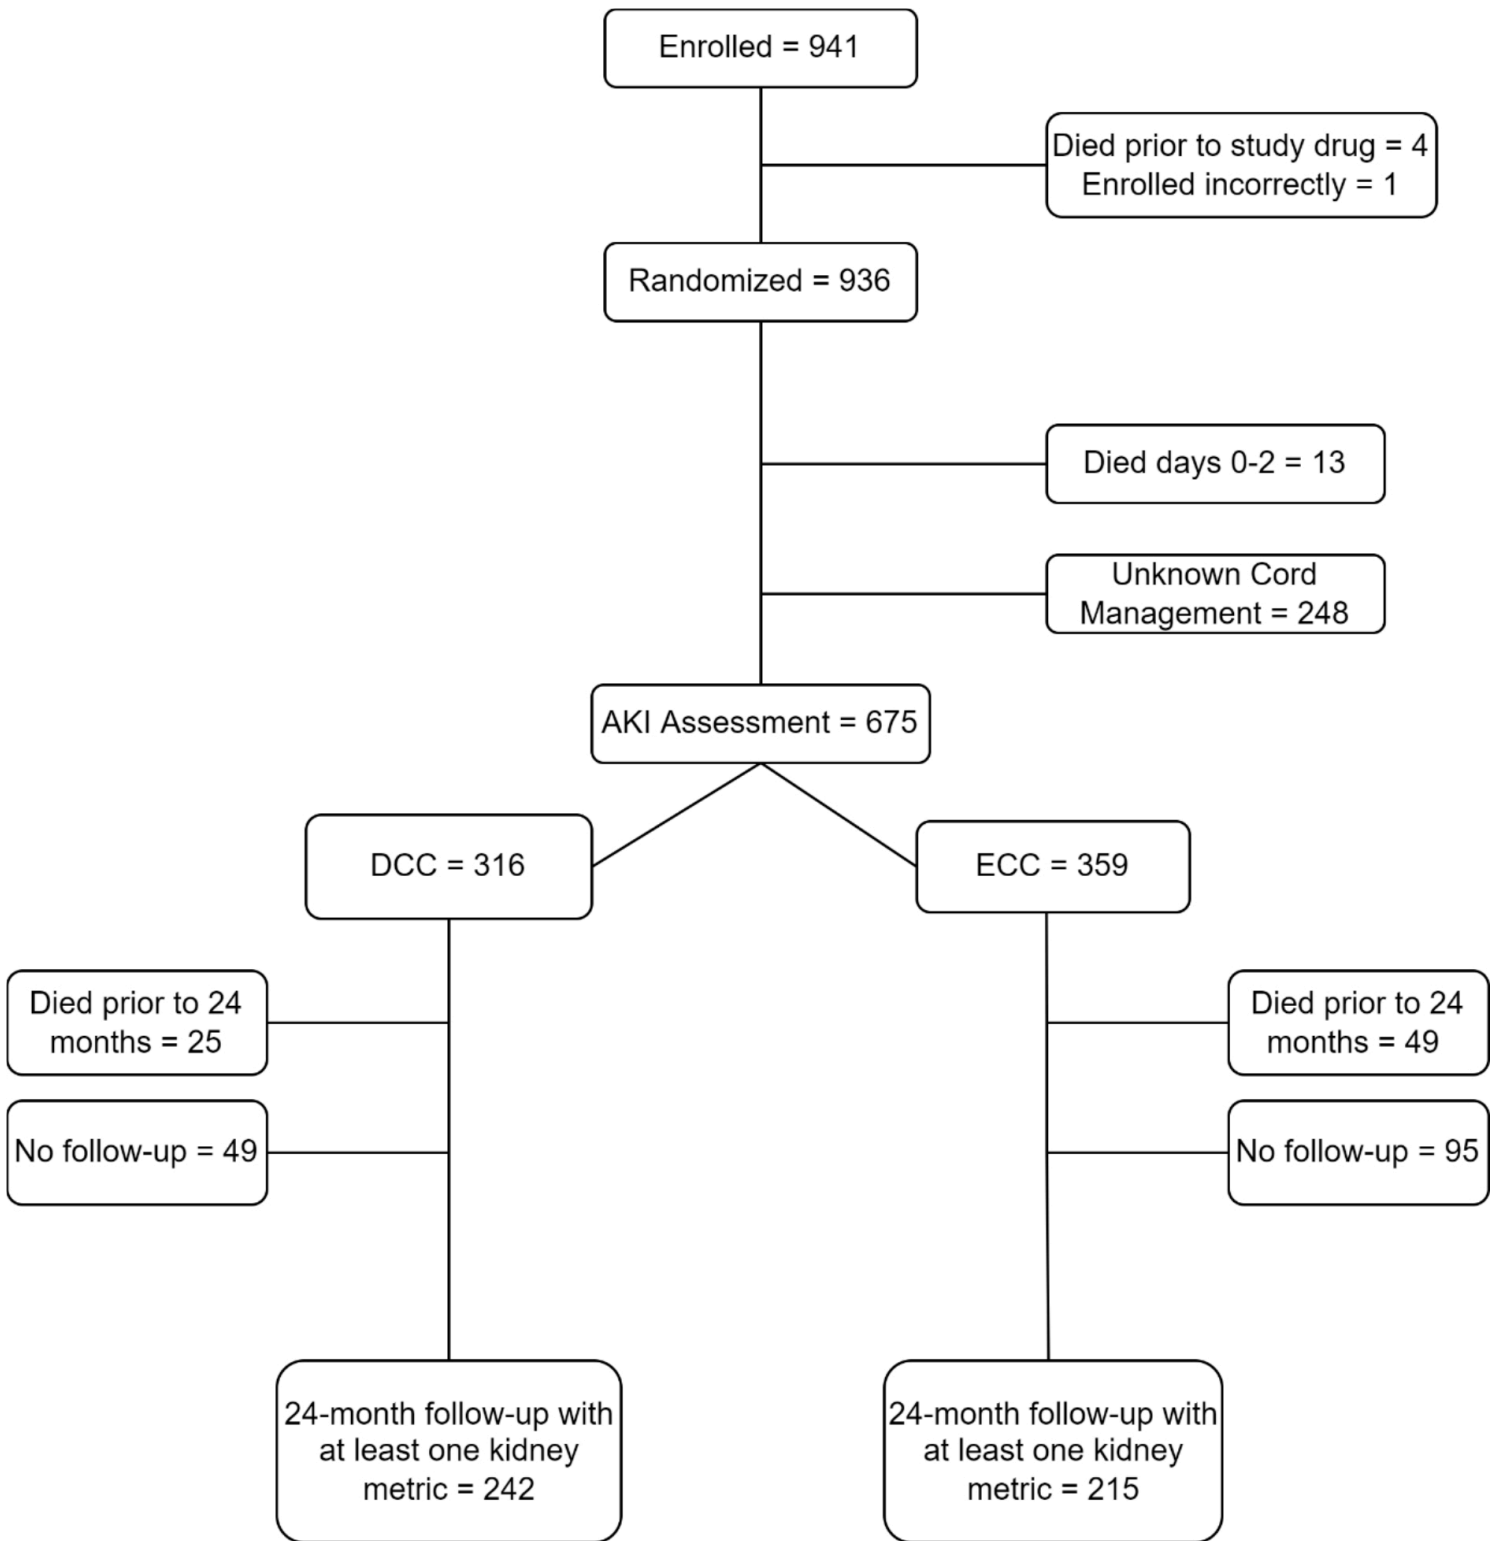 Enrolled = 941
Died prior to study drug = 4
Enrolled incorrectly = 1
Randomized = 936
Died days 0-2 = 13
Unknown Cord
Management = 248
AKI Assessment = 675
DCC = 316
ECC = 359
Died prior to 24
months = 25
Died prior to 24
months = 49
No follow-up = 49
No follow-up = 95
24-month follow-up with
at least one kidney
metric = 242
24-month follow-up with
at least one kidney
metric = 215